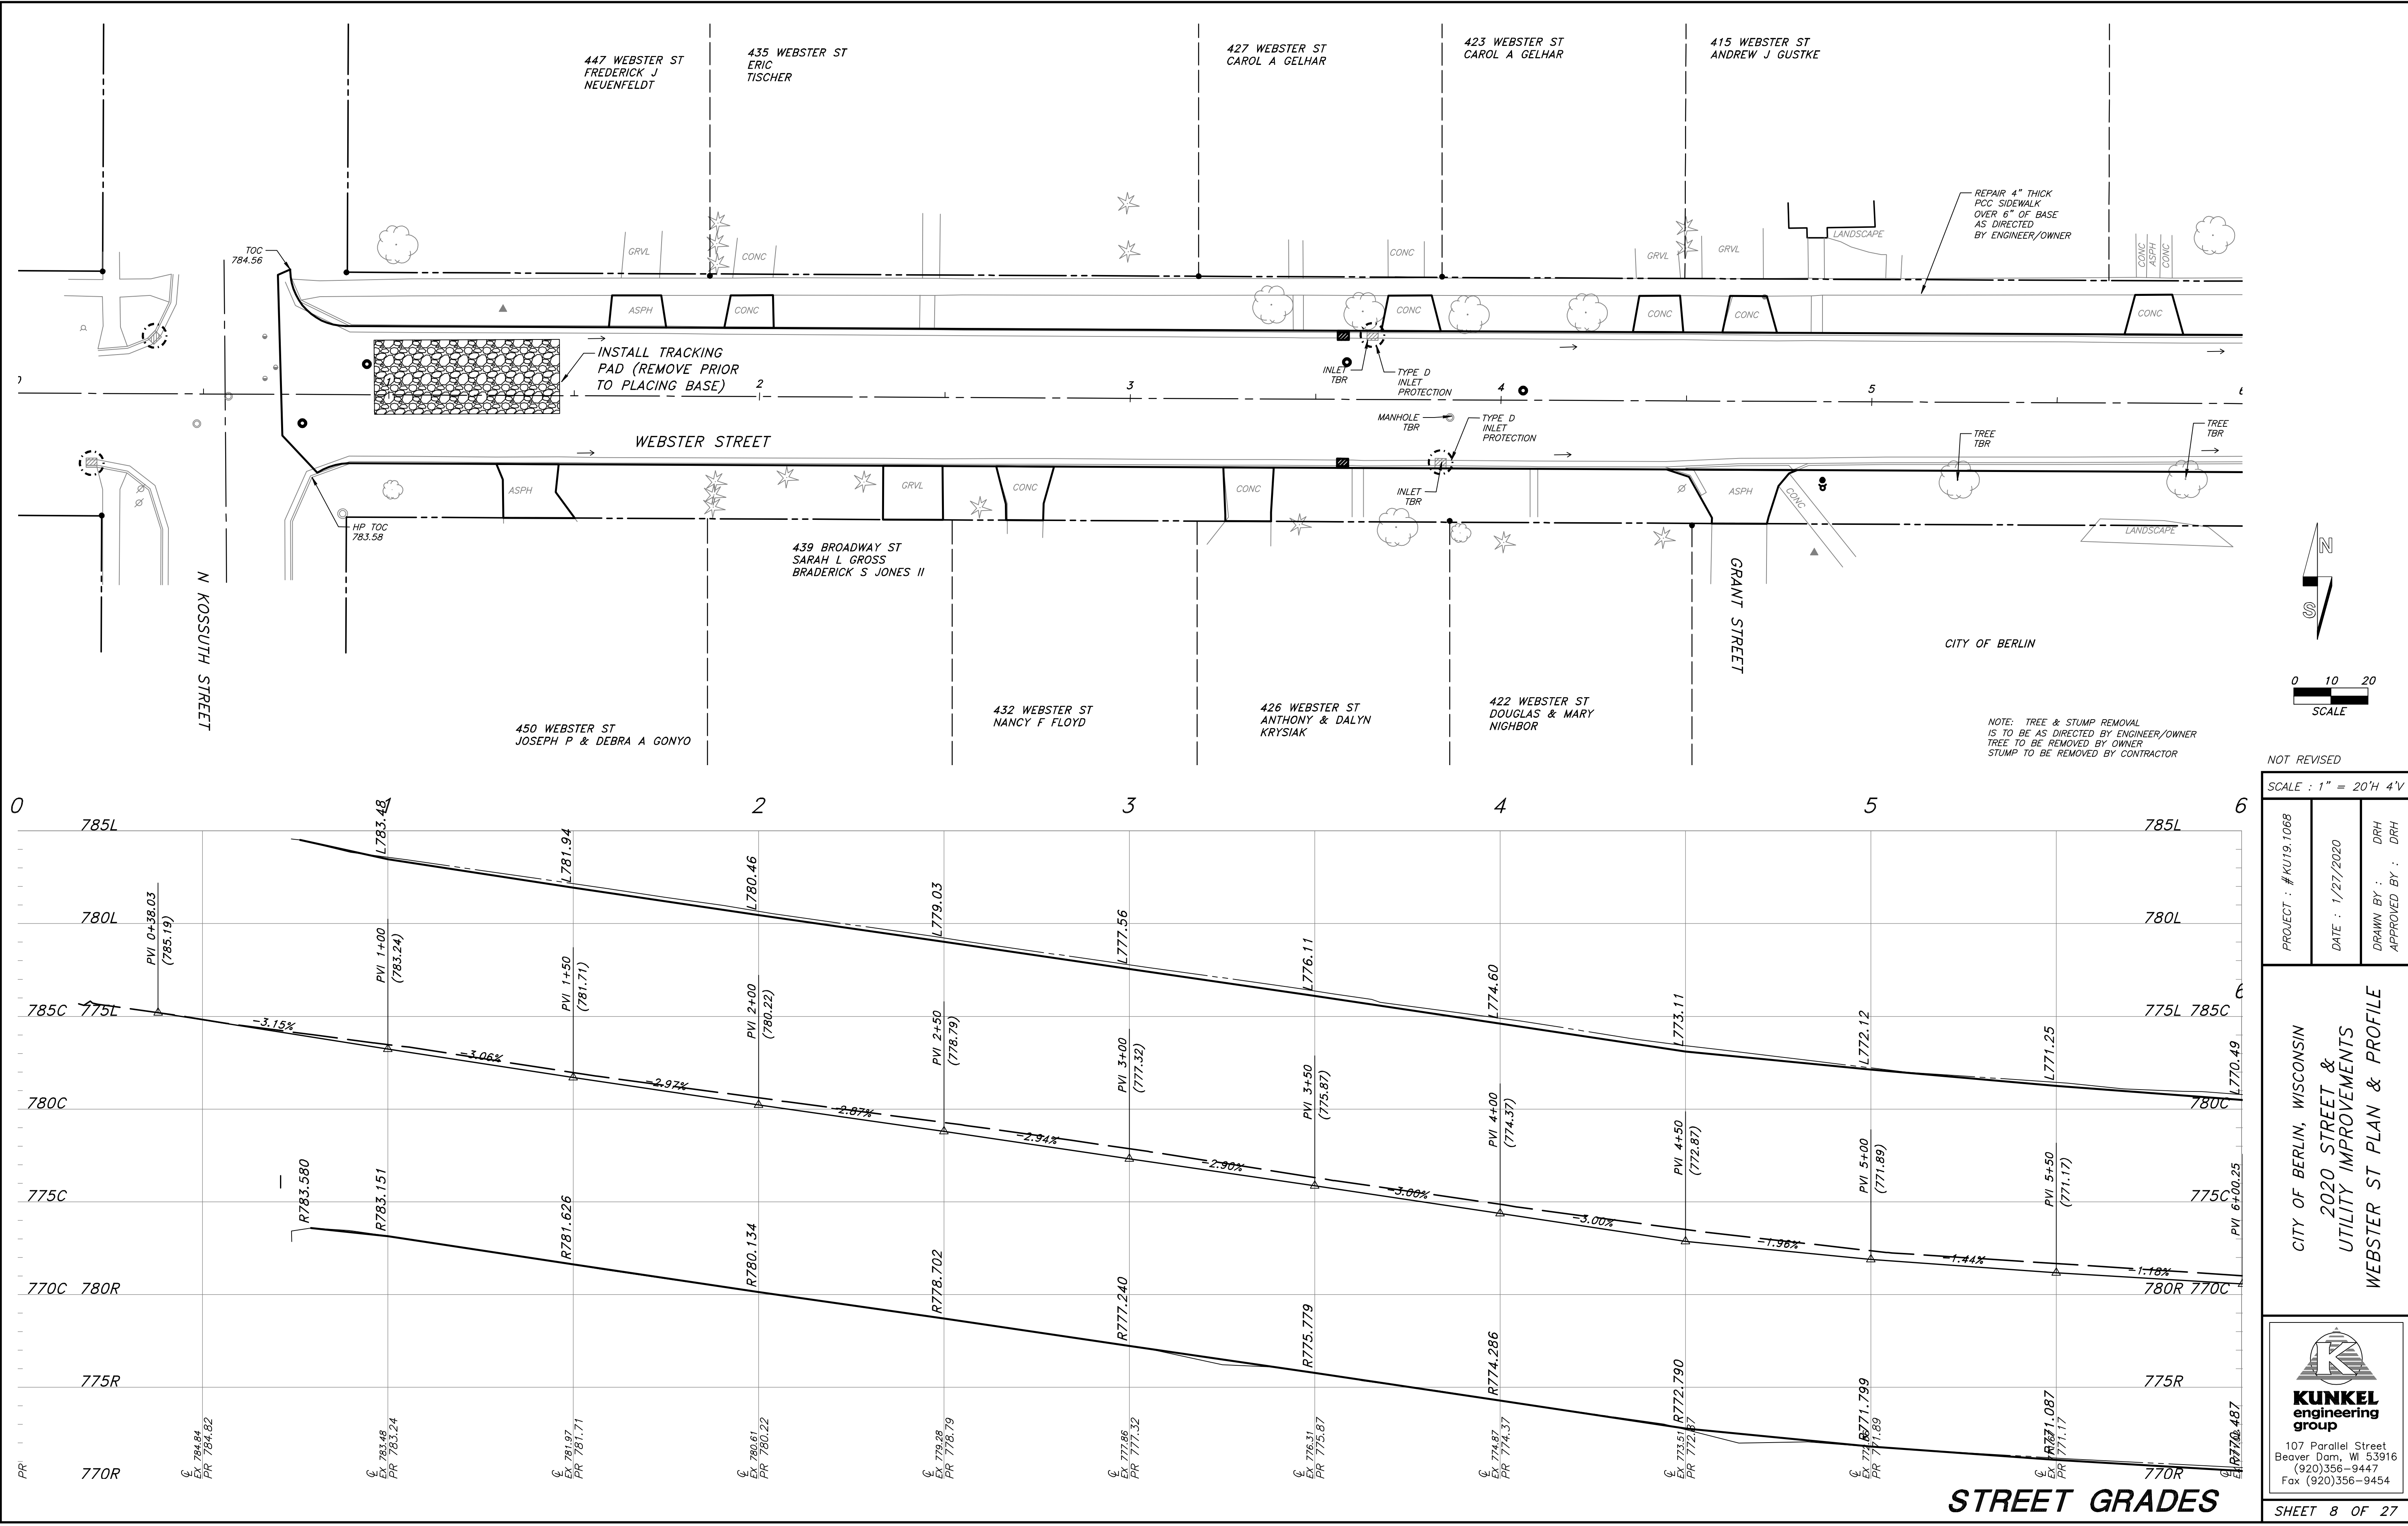 447 WEBSTER ST
FREDERICK J
NEUENFELDT
435 WEBSTER ST
ERIC
TISCHER
427 WEBSTER ST
CAROL A GELHAR
423 WEBSTER ST
CAROL A GELHAR
415 WEBSTER ST
ANDREW J GUSTKE
REPAIR 4" THICK
PCC SIDEWALK
OVER 6" OF BASE
AS DIRECTED
BY ENGINEER/OWNER
TOC
784.56
GRVL
CONC
CONC
GRVL
GRVL
LANDSCAPE
CONC
ASPH
CONC
ASPH
CONC
CONC
CONC
CONC
CONC
INSTALL TRACKING
PAD (REMOVE PRIOR
TO PLACING BASE)
INLET
TBR
TYPE D
INLET
PROTECTION
1
2
3
4
5
6
MANHOLE
TBR
TYPE D
INLET
PROTECTION
WEBSTER STREET
TREE
TBR
TREE
TBR
INLET
TBR
ASPH
GRVL
CONC
CONC
ASPH
CONC
LANDSCAPE
HP TOC
783.58
439 BROADWAY ST
SARAH L GROSS
BRADERICK S JONES II
N KOSSUTH STREET
GRANT STREET
CITY OF BERLIN
450 WEBSTER ST
JOSEPH P & DEBRA A GONYO
432 WEBSTER ST
NANCY F FLOYD
426 WEBSTER ST
ANTHONY & DALYN
KRYSIAK
422 WEBSTER ST
DOUGLAS & MARY
NIGHBOR
NOTE: TREE & STUMP REMOVAL
IS TO BE AS DIRECTED BY ENGINEER/OWNER
TREE TO BE REMOVED BY OWNER
STUMP TO BE REMOVED BY CONTRACTOR
N
S
0 10 20
SCALE
NOT REVISED
SCALE : 1" = 20'H 4'V
PROJECT : #KU19.1068
DATE : 1/27/2020
DRAWN BY : DRH
APPROVED BY : DRH
CITY OF BERLIN, WISCONSIN
2020 STREET &
UTILITY IMPROVEMENTS
WEBSTER ST PLAN & PROFILE
K
KUNKEL
engineering
group
107 Parallel Street
Beaver Dam, WI 53916
(920)356-9447
Fax (920)356-9454
SHEET 8 OF 27
0 1 2 3 4 5 6
785L
785L
L783.48
L781.94
L780.46
L779.03
L777.56
L776.11
L774.60
L773.11
L772.12
L771.25
L770.49
780L
780L
PVI 0+38.03
(785.19)
PVI 1+00
(783.24)
PVI 1+50
(781.71)
PVI 2+00
(780.22)
PVI 2+50
(778.79)
PVI 3+00
(777.32)
PVI 3+50
(775.87)
PVI 4+00
(774.37)
PVI 4+50
(772.87)
PVI 5+00
(771.89)
PVI 5+50
(771.17)
PVI 6+00.25
6
785C 775L
775L 785C
-3.15%
-3.06%
-2.97%
-2.87%
-2.94%
-2.90%
-3.00%
-3.00%
-1.96%
-1.44%
-1.18%
780C
780C
775C
775C
R783.580
R783.151
R781.626
R780.134
R778.702
R777.240
R775.779
R774.286
R772.790
R771.799
R771.087
R770.487
770C 780R
780R 770C
775R
775R
770R
770R
PR
℄
EX 784.84
PR 784.82
℄
EX 783.48
PR 783.24
℄
EX 781.97
PR 781.71
℄
EX 780.61
PR 780.22
℄
EX 779.28
PR 778.79
℄
EX 777.86
PR 777.32
℄
EX 776.31
PR 775.87
℄
EX 774.87
PR 774.37
℄
EX 773.51
PR 772.87
℄
EX
PR 771.89
℄
EX
PR 771.17
℄
STREET GRADES